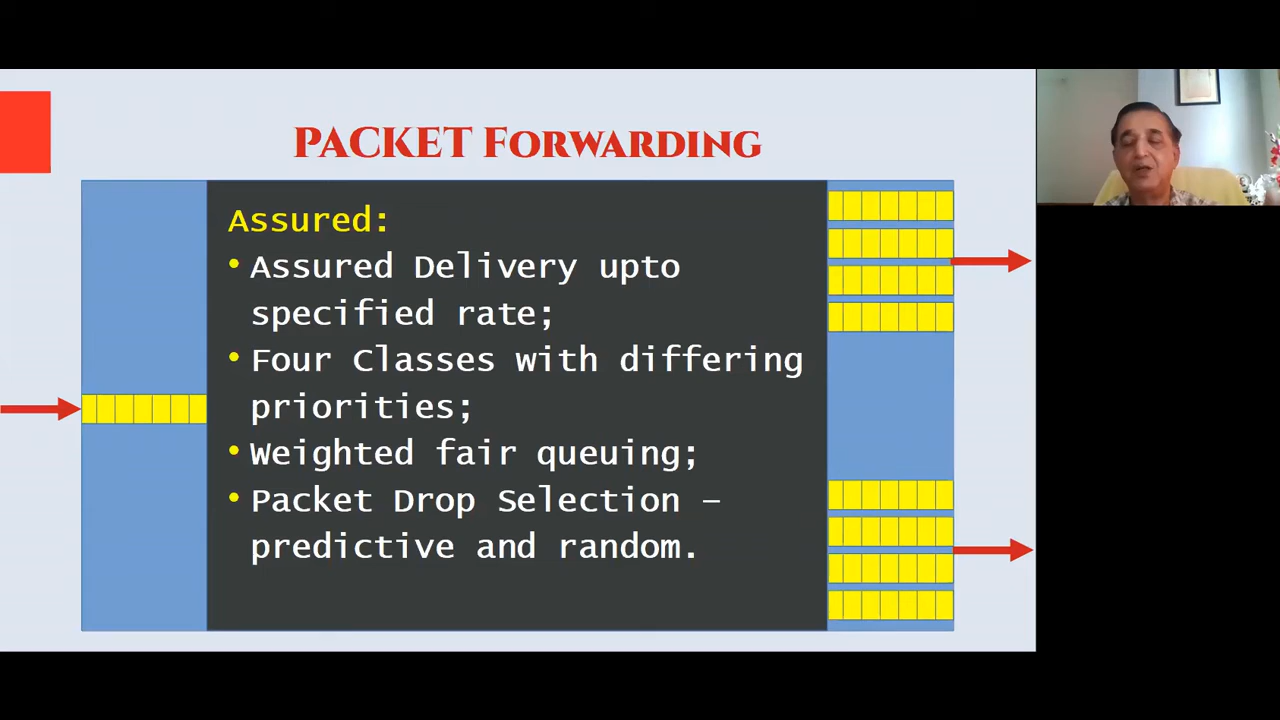 PACKET Forwarding
Assured:
• Assured Delivery upto
specified rate;
• Four Classes with differing
priorities;
• Weighted fair queuing;
• Packet Drop Selection –
predictive and random.